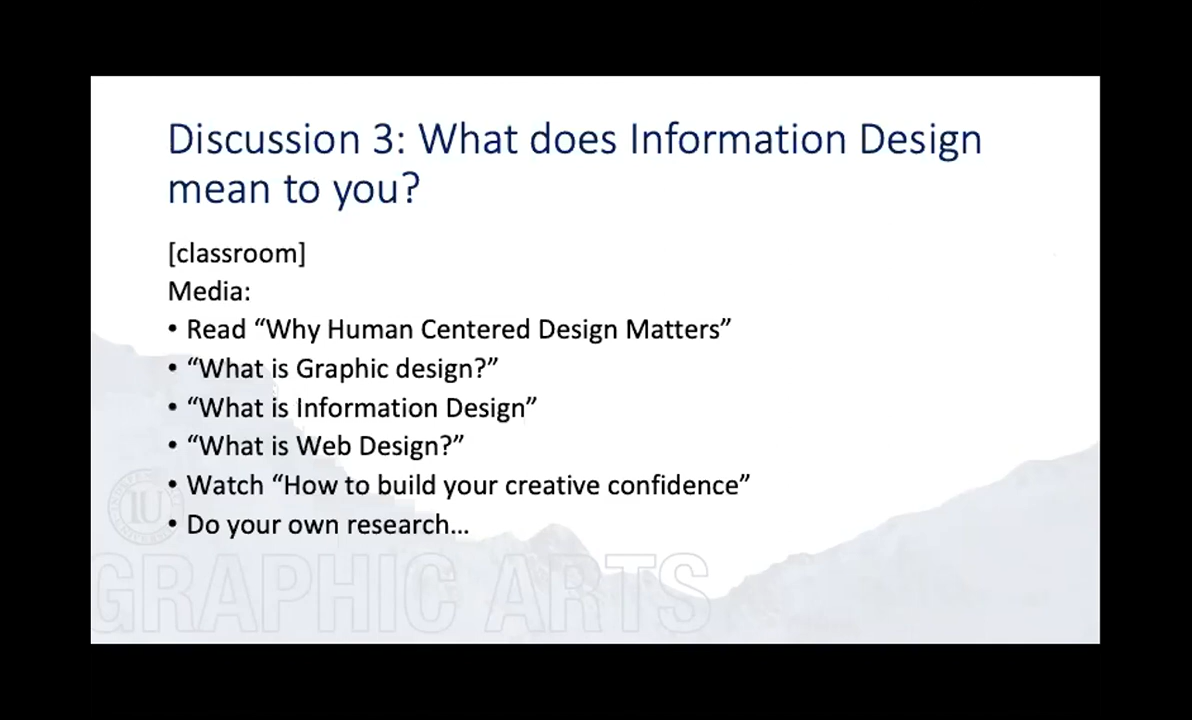 Discussion 3: What does Information Design
mean to you?
[classroom]
Media:
• Read “Why Human Centered Design Matters”
• “What is Graphic design?”
• “What is Information Design”
• “What is Web Design?”
• Watch “How to build your creative confidence”
• Do your own research...
IU
GRAPHIC ARTS